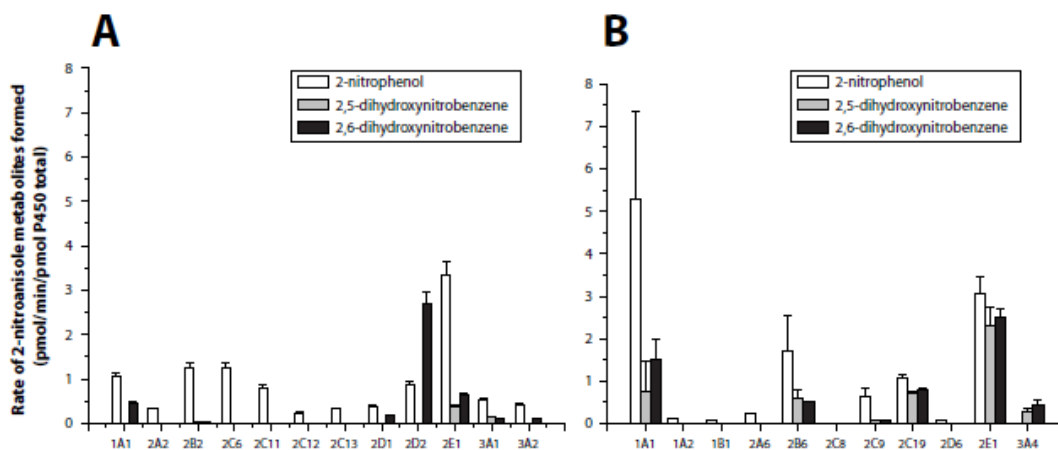 A
B
Rate of 2-nitroanisole metabolites formed
(pmol/min/pmol P450 total)
8
7
6
5
4
3
2
1
0
2-nitrophenol
2,5-dihydroxynitrobenzene
2,6-dihydroxynitrobenzene
1A1 2A2 2B2 2C6 2C11 2C12 2C13 2D1 2D2 2E1 3A1 3A2
8
7
6
5
4
3
2
1
0
2-nitrophenol
2,5-dihydroxynitrobenzene
2,6-dihydroxynitrobenzene
1A1 1A2 1B1 2A6 2B6 2C8 2C9 2C19 2D6 2E1 3A4